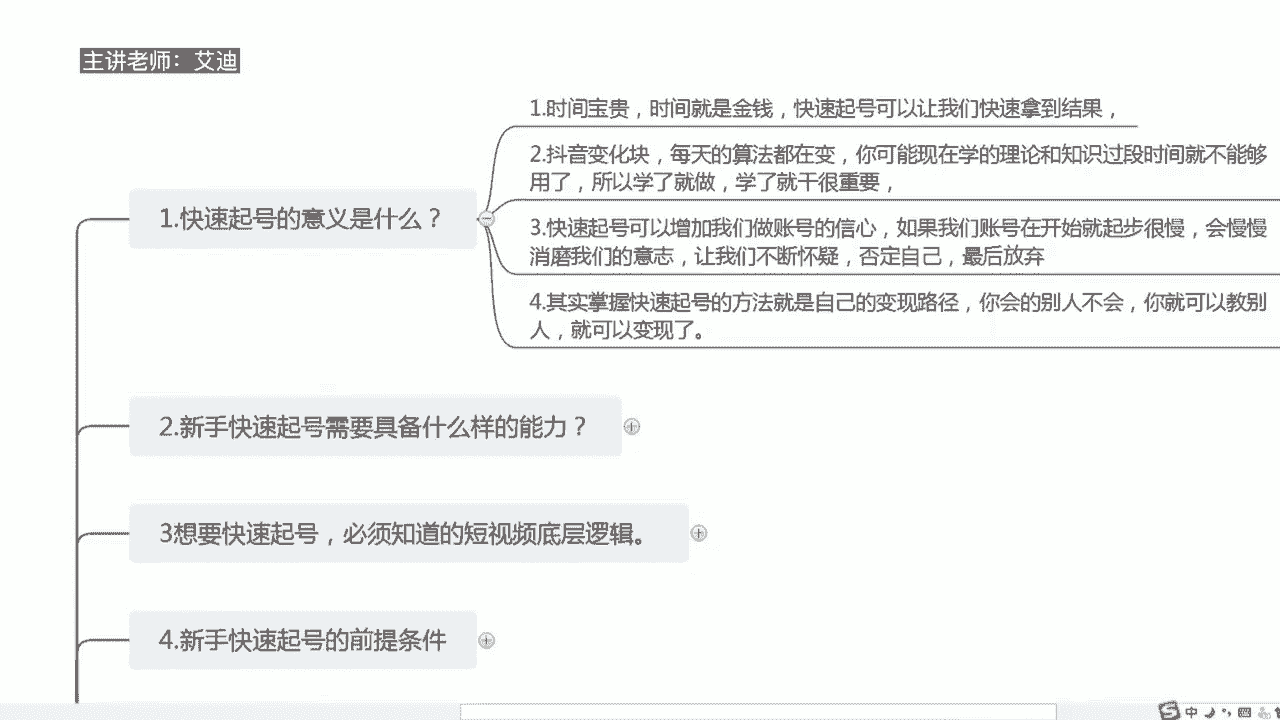 主讲老师：艾迪
1.快速起号的意义是什么？
1.时间宝贵，时间就是金钱，快速起号可以让我们快速拿到结果，
2.抖音变化块，每天的算法都在变，你可能现在学的理论和知识过段时间就不能够
用了，所以学了就做，学了就干很重要，
3.快速起号可以增加我们做账号的信心，如果我们账号在开始就起步很慢，会慢慢
消磨我们的意志，让我们不断怀疑，否定自己，最后放弃
4.其实掌握快速起号的方法就是自己的变现路径，你会的别人不会，你就可以教别
人，就可以变现了。
2.新手快速起号需要具备什么样的能力？
3想要快速起号，必须知道的短视频底层逻辑。
4.新手快速起号的前提条件
中